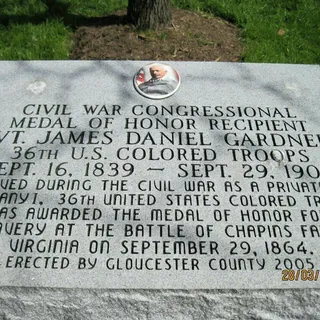 CIVIL WAR CONGRESSIONAL
MEDAL OF HONOR RECIPIENT
VT. JAMES DANIEL GARDNE
36TH U.S. COLORED TROOPS
EPT. 16, 1839 — SEPT. 29, 190
VED DURING THE CIVIL WAR AS A PRIVAT
ANY I, 36TH UNITED STATES COLORED TR
AS AWARDED THE MEDAL OF HONOR FO
AVERY AT THE BATTLE OF CHAPINS FA
VIRGINIA ON SEPTEMBER 29, 1864.
ERECTED BY GLOUCESTER COUNTY 2005